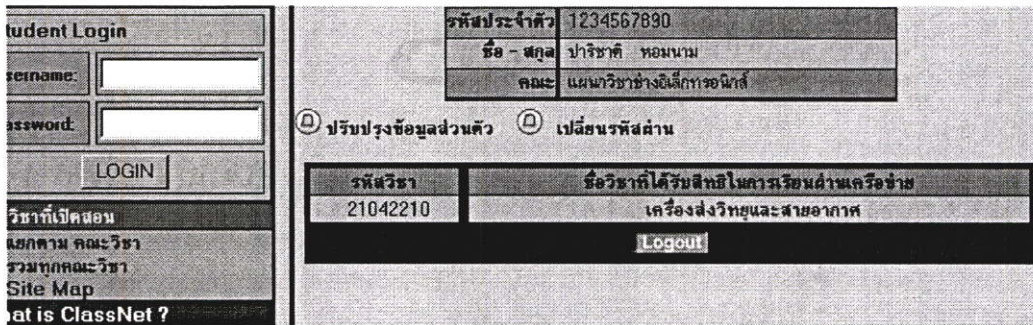 tudent Login
sername:
assword:
LOGIN
วิชาที่เปิดสอน
แยกตาม คณะวิชา
รวมทุกคณะวิชา
Site Map
hat is ClassNet ?
รหัสประจำตัว 1234567890
ชื่อ - สกุล ปาริชาติ หอมนาม
คณะ แผนกวิชาช่างอิเล็กทรอนิกส์
ปรับปรุงข้อมูลส่วนตัว เปลี่ยนรหัสผ่าน
รหัสวิชา ชื่อวิชาที่ได้รับสิทธิในการเรียนผ่านเครือข่าย
21042210 เครื่องส่งวิทยุและสายอากาศ
Logout